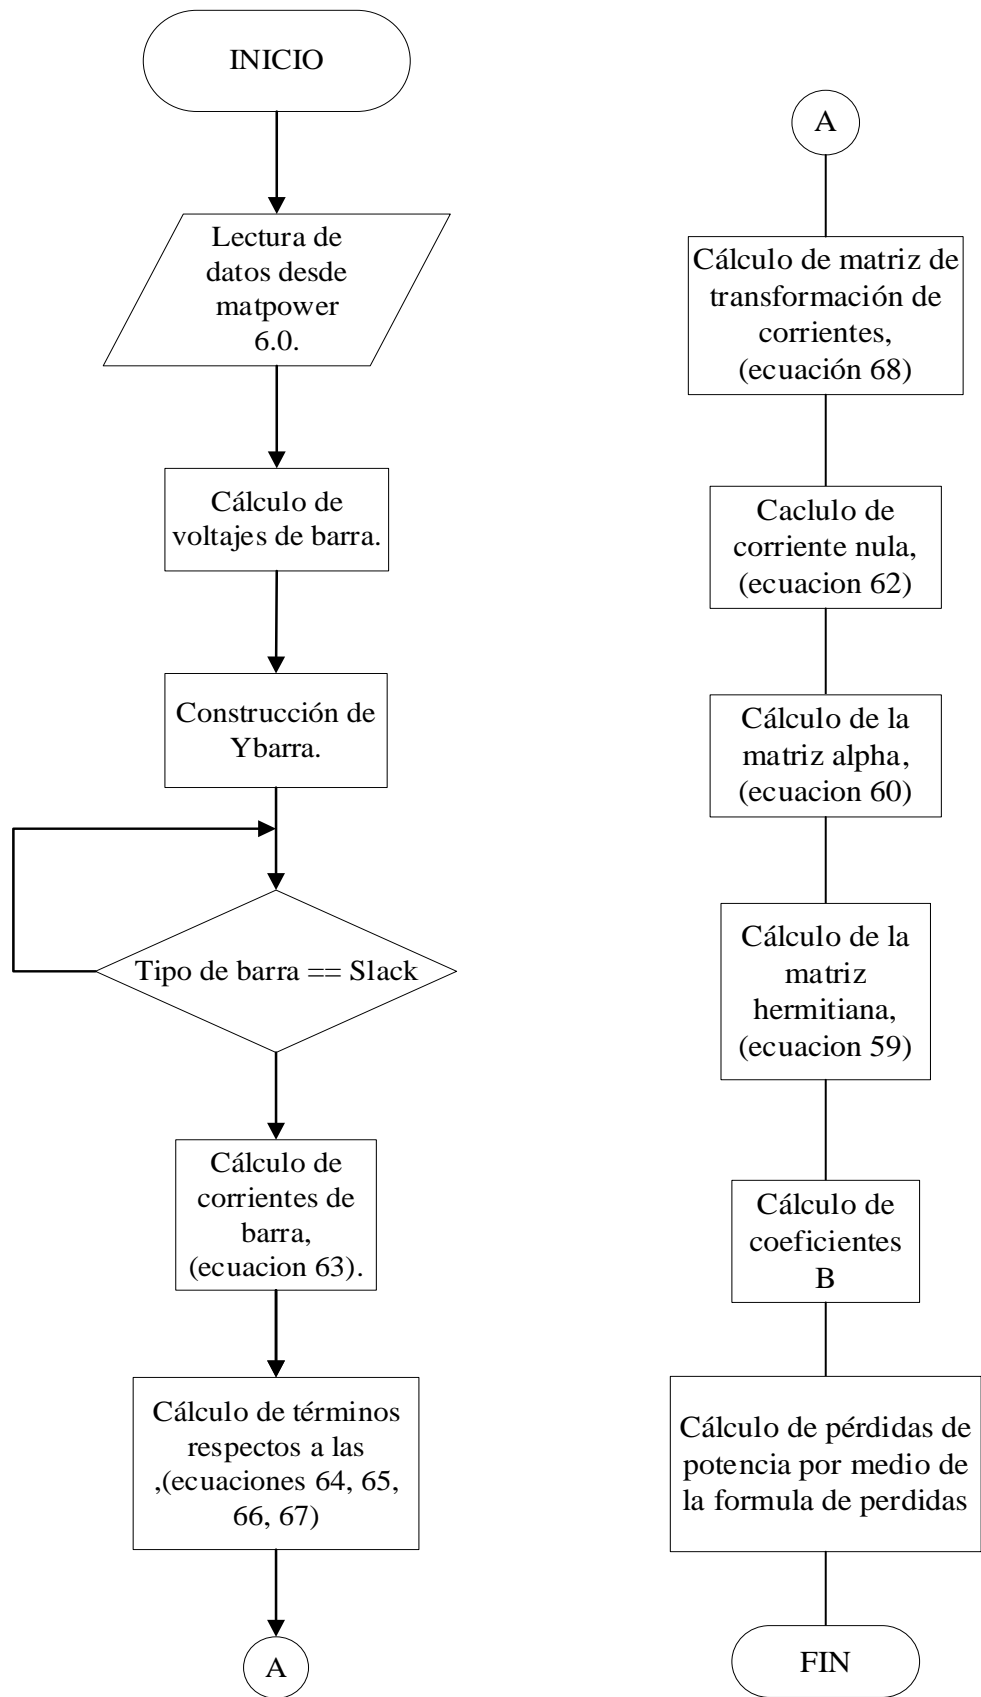 INICIO
Lectura de
datos desde
matpower
6.0.
Cálculo de
voltajes de barra.
Construcción de
Ybarra.
Tipo de barra == Slack
Cálculo de
corrientes de
barra,
(ecuacion 63).
Cálculo de términos
respectos a las
,(ecuaciones 64, 65,
66, 67)
A
A
Cálculo de matriz de
transformación de
corrientes,
(ecuación 68)
Caclulo de
corriente nula,
(ecuacion 62)
Cálculo de la
matriz alpha,
(ecuacion 60)
Cálculo de la
matriz
hermitiana,
(ecuacion 59)
Cálculo de
coeficientes
B
Cálculo de pérdidas de
potencia por medio de
la formula de perdidas
FIN